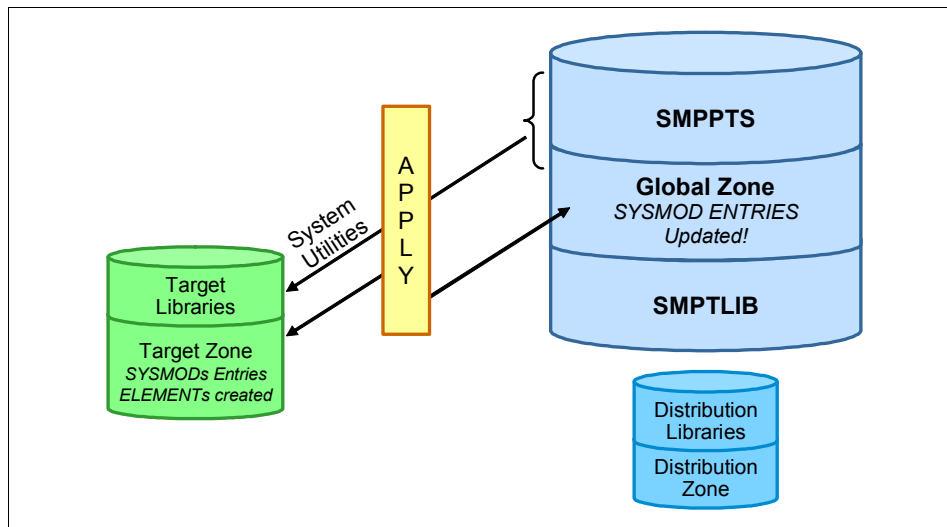 SMPPTS
Global Zone
SYSMOD ENTRIES
Updated!
SMPTLIB
A
P
P
L
Y
System
Utilities
Target
Libraries
Target Zone
SYSMODs Entries
ELEMENTs created
Distribution
Libraries
Distribution
Zone